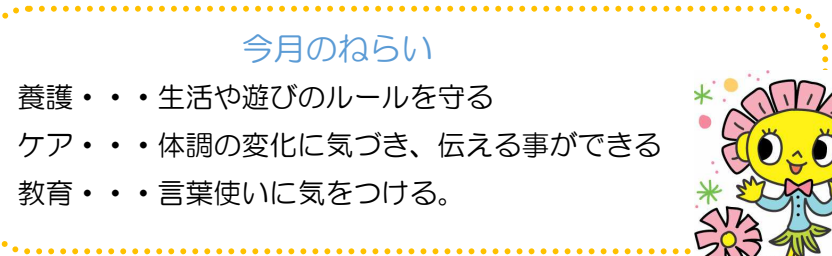 今月のねらい
養護・・・生活や遊びのルールを守る
ケア・・・体調の変化に気づき、伝える事ができる
教育・・・言葉使いに気をつける。